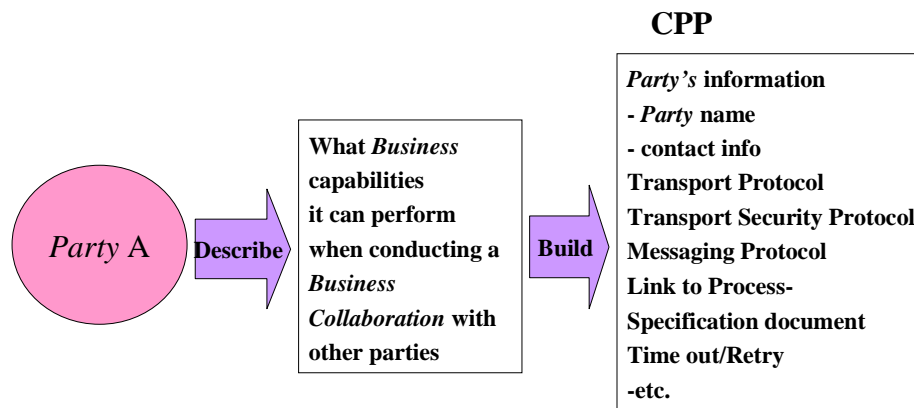 CPP
Party A
Describe
What Business
capabilities
it can perform
when conducting a
Business
Collaboration with
other parties
Build
Party's information
- Party name
- contact info
Transport Protocol
Transport Security Protocol
Messaging Protocol
Link to Process-
Specification document
Time out/Retry
-etc.